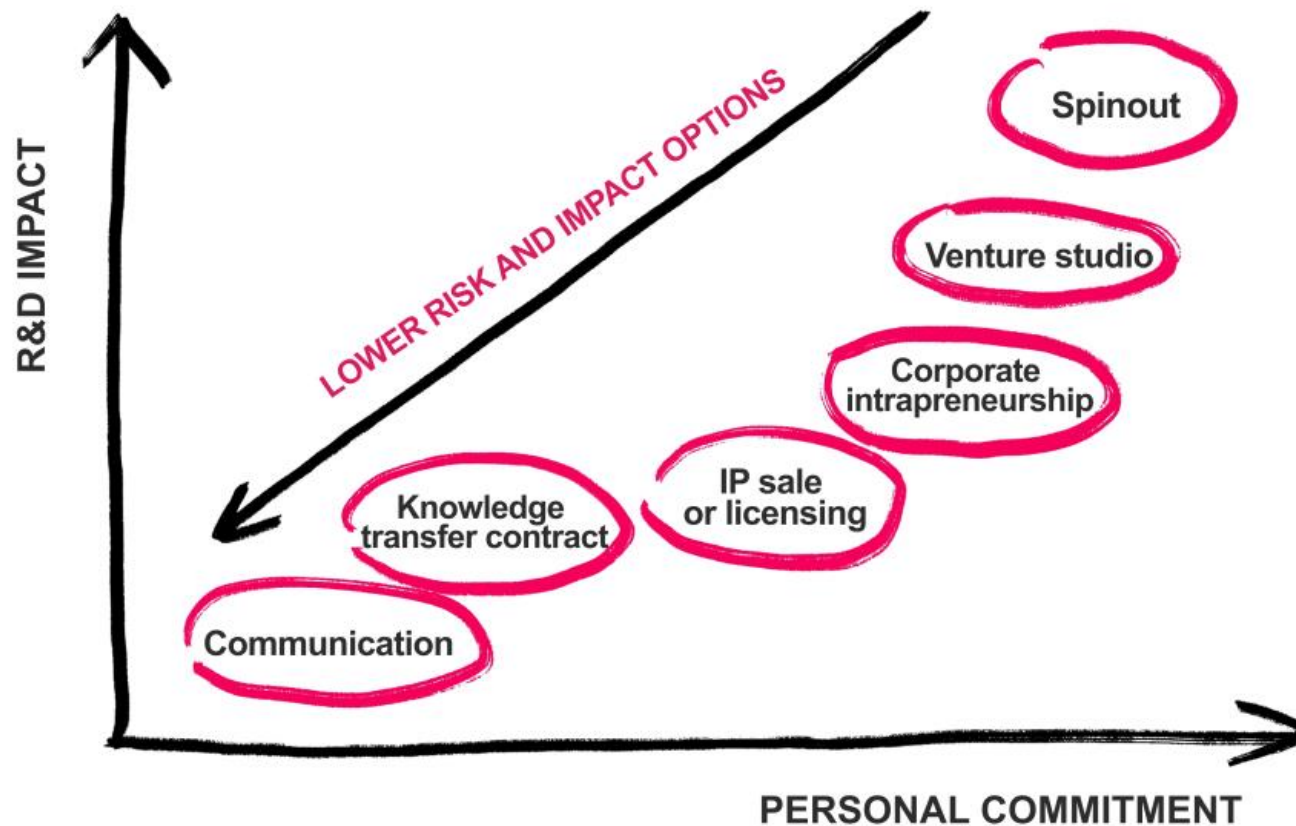 R&D IMPACT
LOWER RISK AND IMPACT OPTIONS
Spinout
Venture studio
Corporate
intrapreneurship
IP sale
or licensing
Knowledge
transfer contract
Communication
PERSONAL COMMITMENT